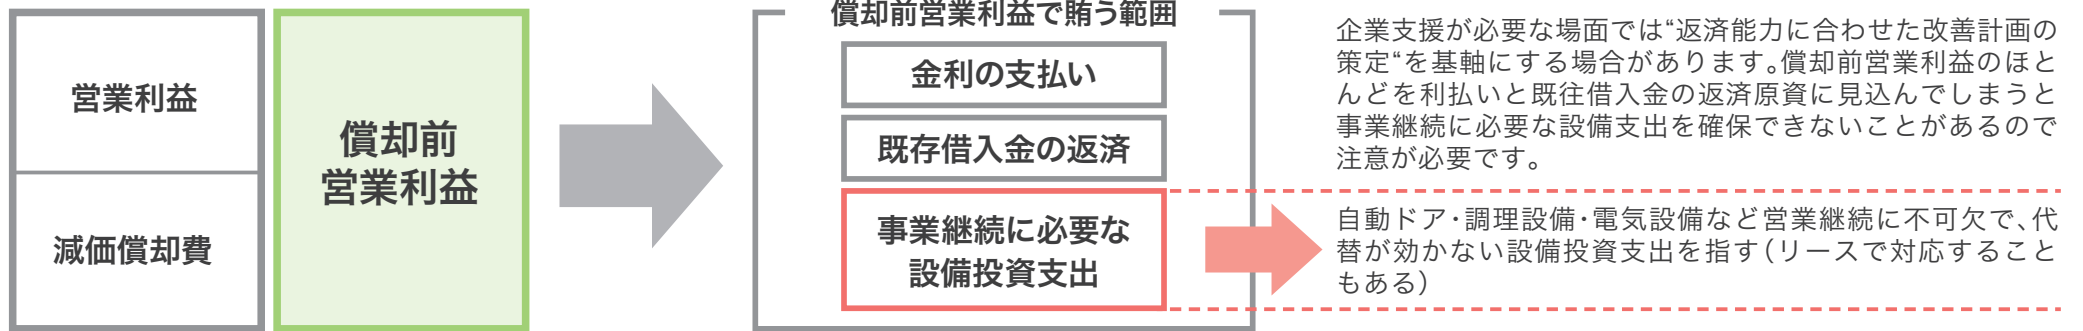 営業利益
減価償却費
償却前
営業利益
償却前営業利益で賄う範囲
金利の支払い
既存借入金の返済
事業継続に必要な
設備投資支出
企業支援が必要な場面では“返済能力に合わせた改善計画の
策定“を基軸にする場合があります。償却前営業利益のほと
んどを利払いと既往借入金の返済原資に見込んでしまうと
事業継続に必要な設備支出を確保できないことがあるので
注意が必要です。
自動ドア・調理設備・電気設備など営業継続に不可欠で、代
替が効かない設備投資支出を指す（リースで対応すること
もある）